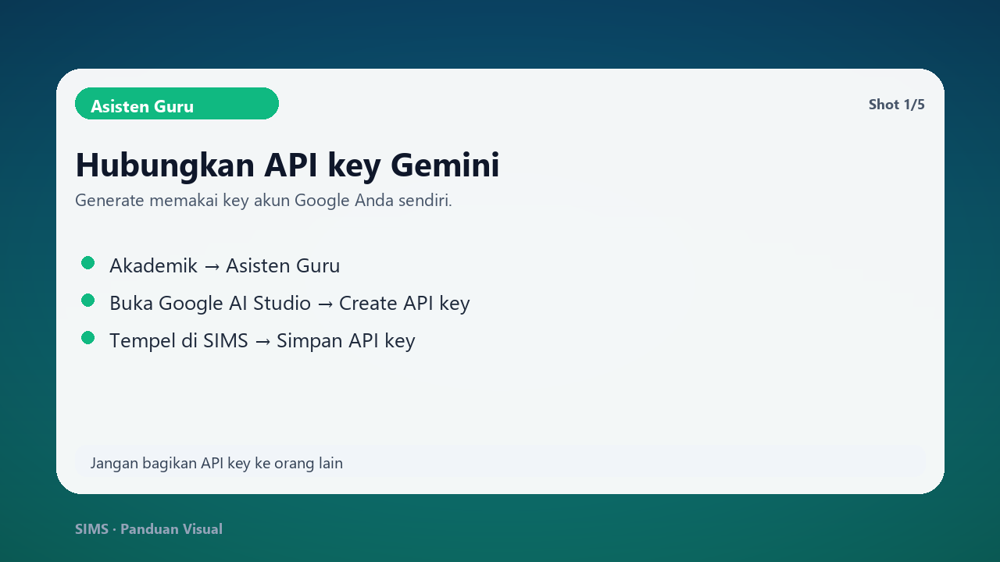 Asisten Guru
Shot 1/5
Hubungkan API key Gemini
Generate memakai key akun Google Anda sendiri.
Akademik → Asisten Guru
Buka Google AI Studio → Create API key
Tempel di SIMS → Simpan API key
Jangan bagikan API key ke orang lain
SIMS · Panduan Visual